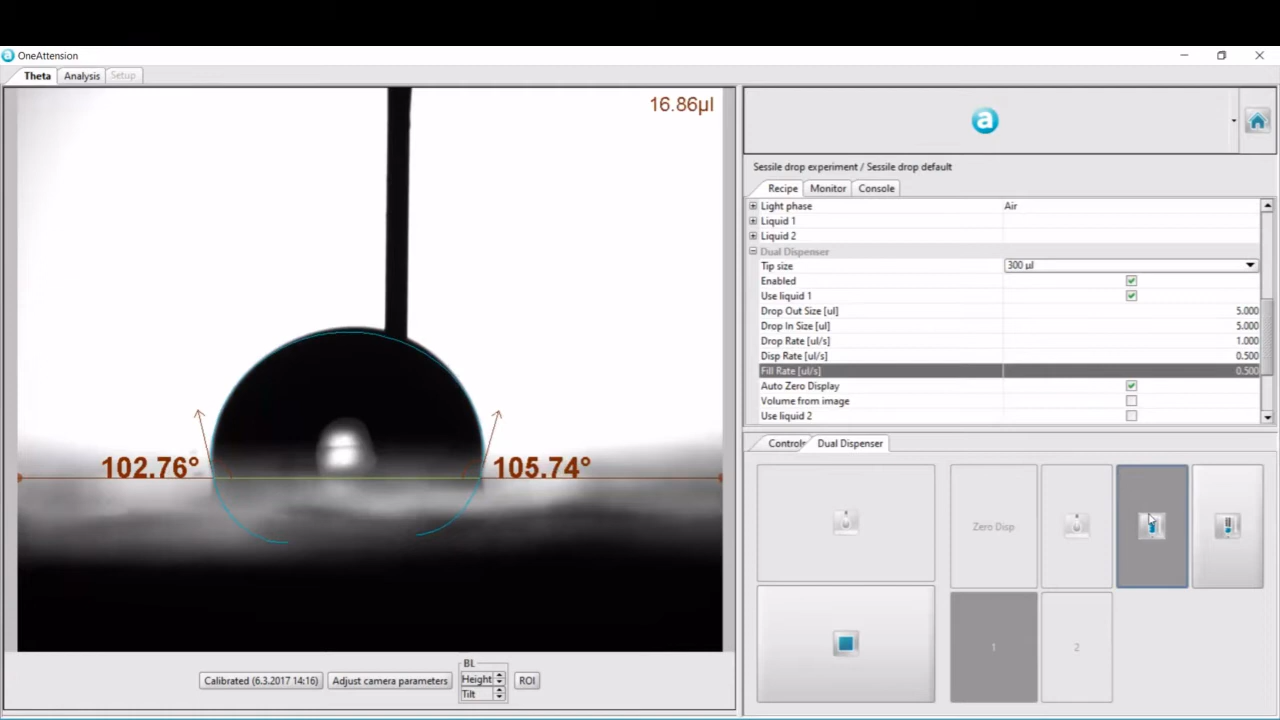 OneAttension
Theta Analysis Setup
16.86µl
102.76°
105.74°
Calibrated (6.3.2017 14:16)
Adjust camera parameters
BL
Height
Tilt
ROI
a
Sessile drop experiment / Sessile drop default
Recipe Monitor Console
Light phase Air
Liquid 1
Liquid 2
Dual Dispenser
Tip size 300 µl
Enabled
Use liquid 1
Drop Out Size [ul] 5.000
Drop In Size [ul] 5.000
Drop Rate [ul/s] 1.000
Disp Rate [ul/s] 0.500
Fill Rate [ul/s] 0.500
Auto Zero Display
Volume from image
Use liquid 2
Controls Dual Dispenser
Zero Disp
1
2